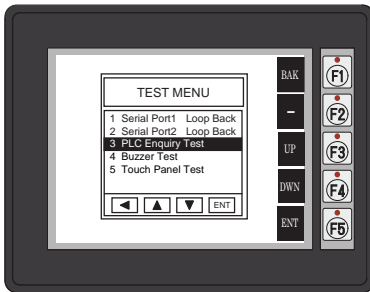 TEST MENU
1 Serial Port1 Loop Back
2 Serial Port2 Loop Back
3 PLC Enquiry Test
4 Buzzer Test
5 Touch Panel Test
ENT
BAK
–
UP
DWN
ENT
F1
F2
F3
F4
F5